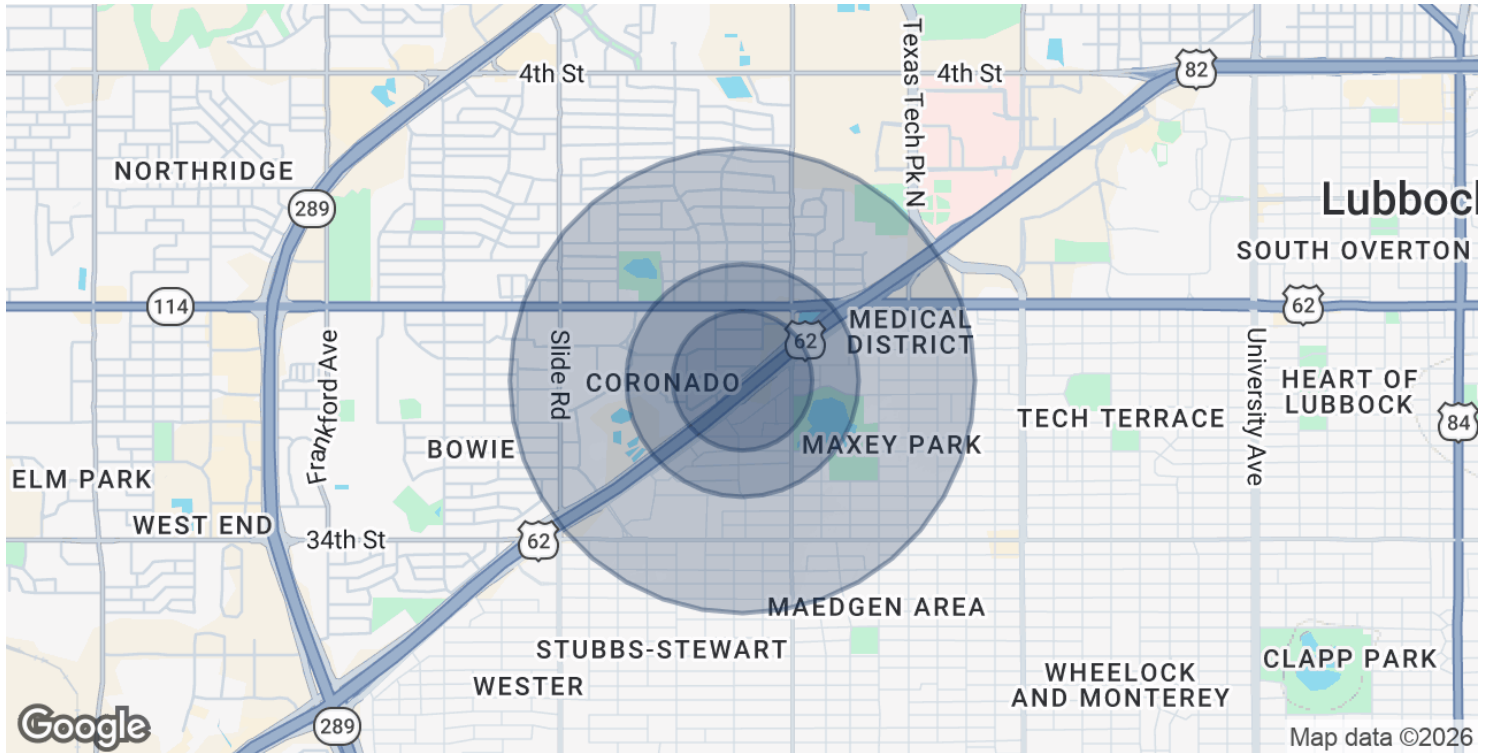 4th St
4th St
82
Texas Tech Pk N
NORTHRIDGE
289
Lubbock
SOUTH OVERTON
114
62
62
MEDICAL
DISTRICT
Frankford Ave
Slide Rd
University Ave
CORONADO
HEART OF
LUBBOCK
TECH TERRACE
84
BOWIE
MAXEY PARK
ELM PARK
WEST END
34th St
62
MAEDGEN AREA
STUBBS-STEWART
CLAPP PARK
WESTER
WHEELOCK
AND MONTEREY
289
Google
Map data ©2026